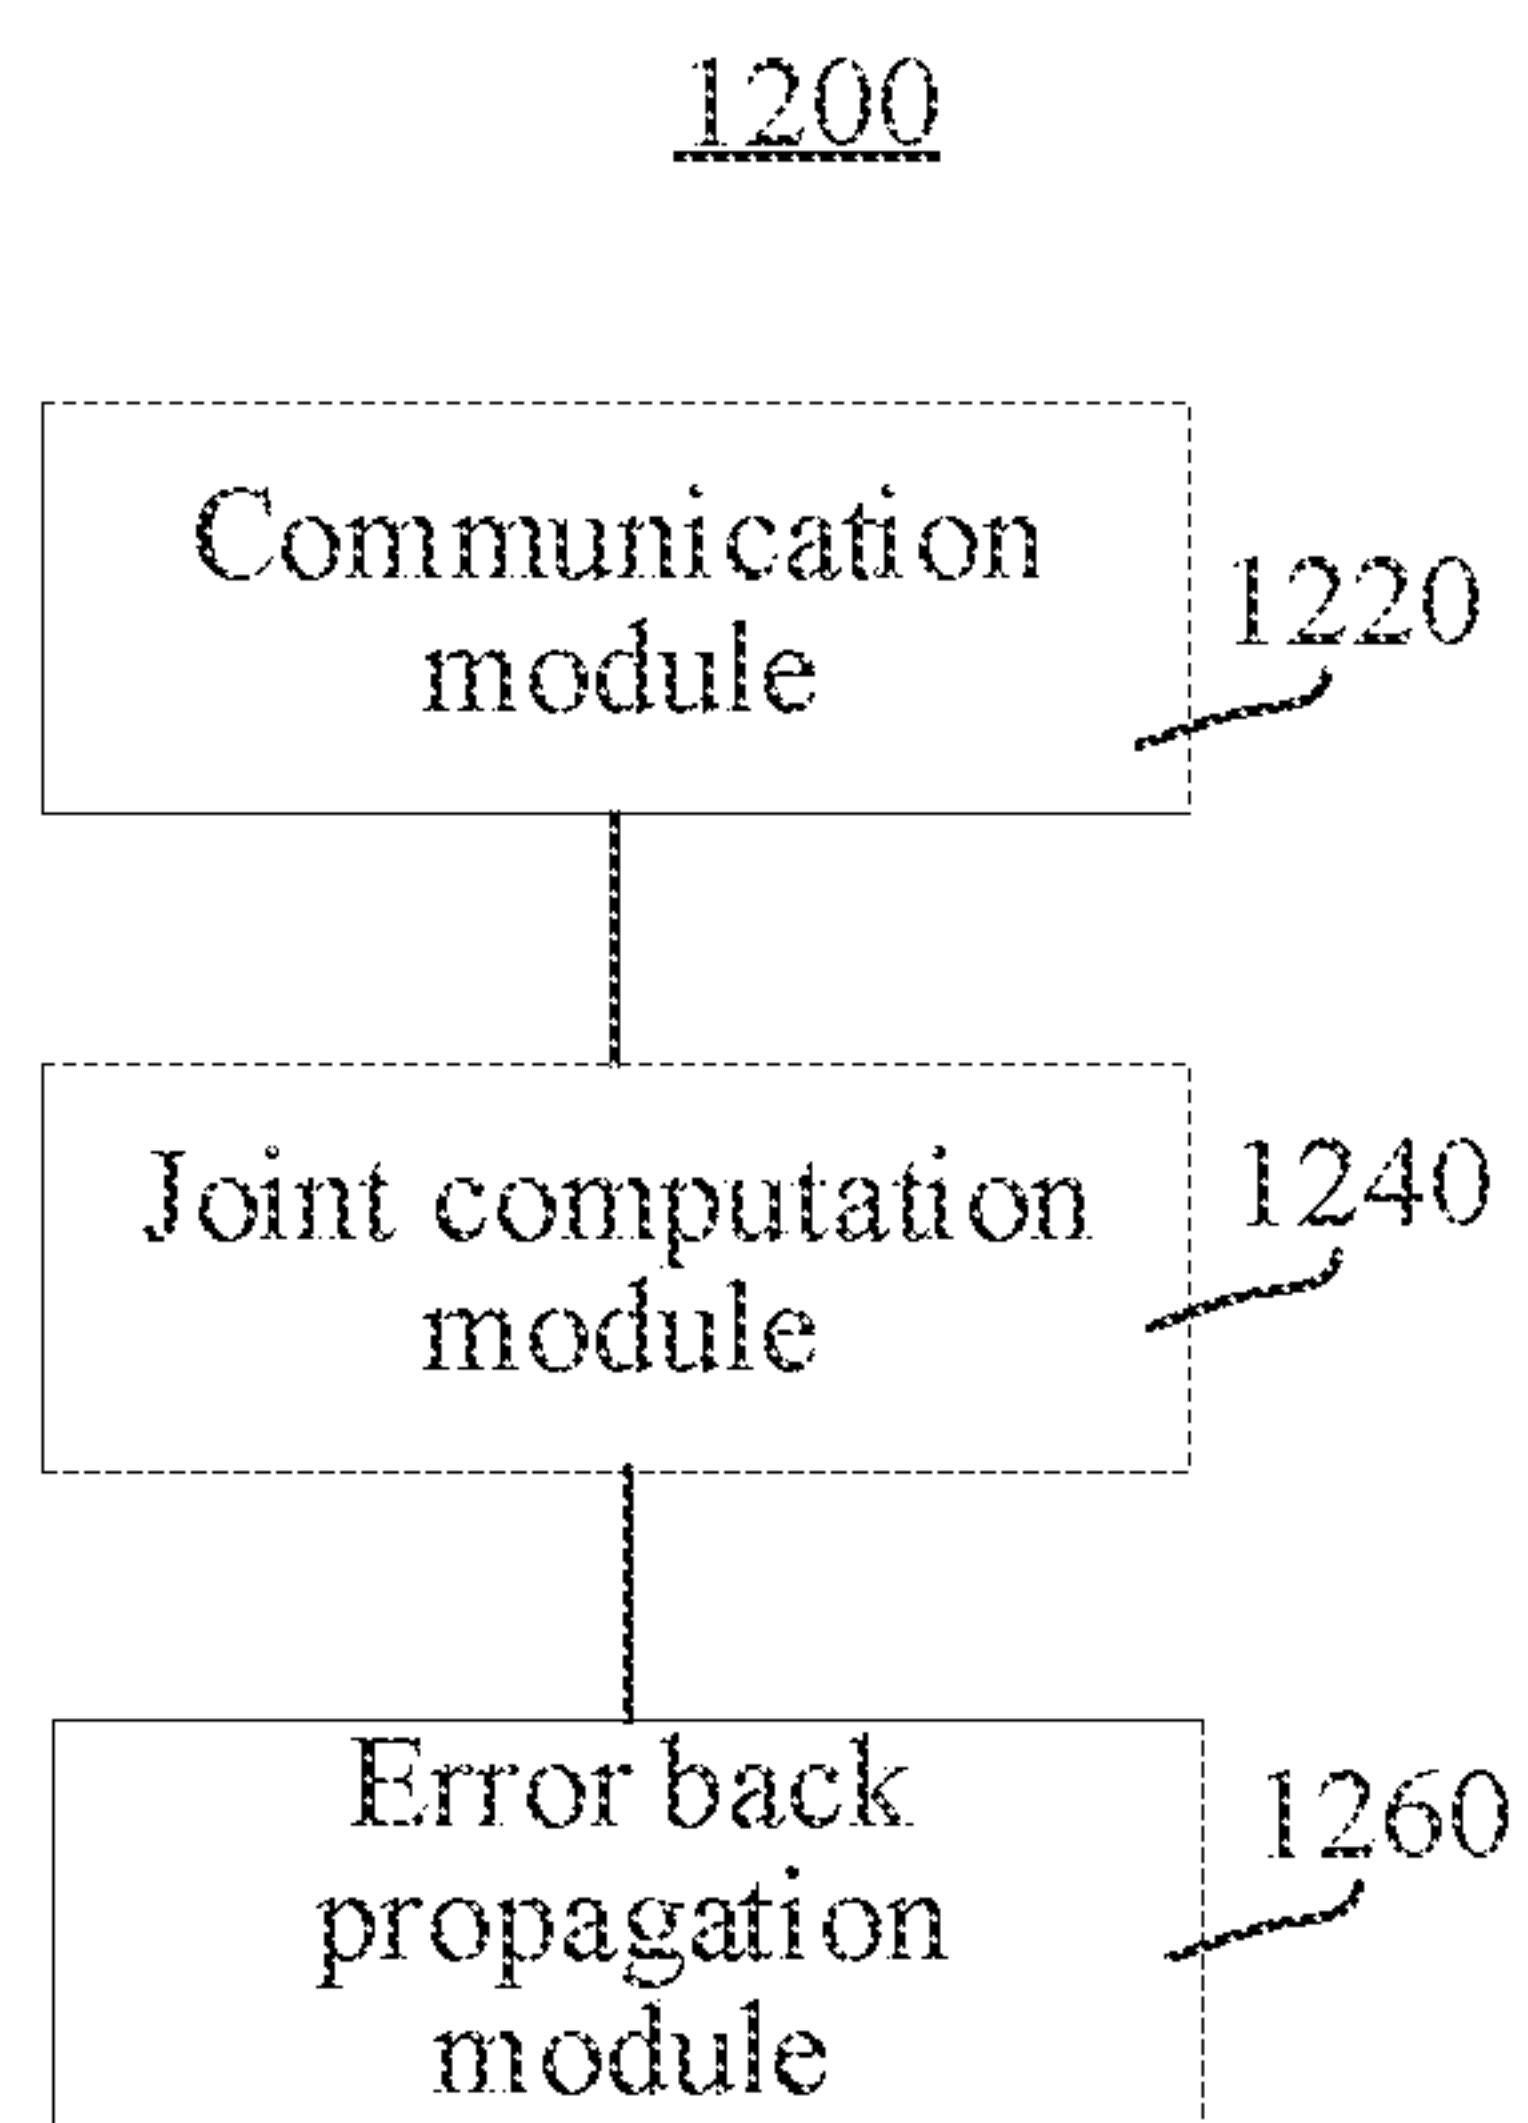 1200
Communication
module
1220
Joint computation
module
1240
Error back
propagation
module
1260